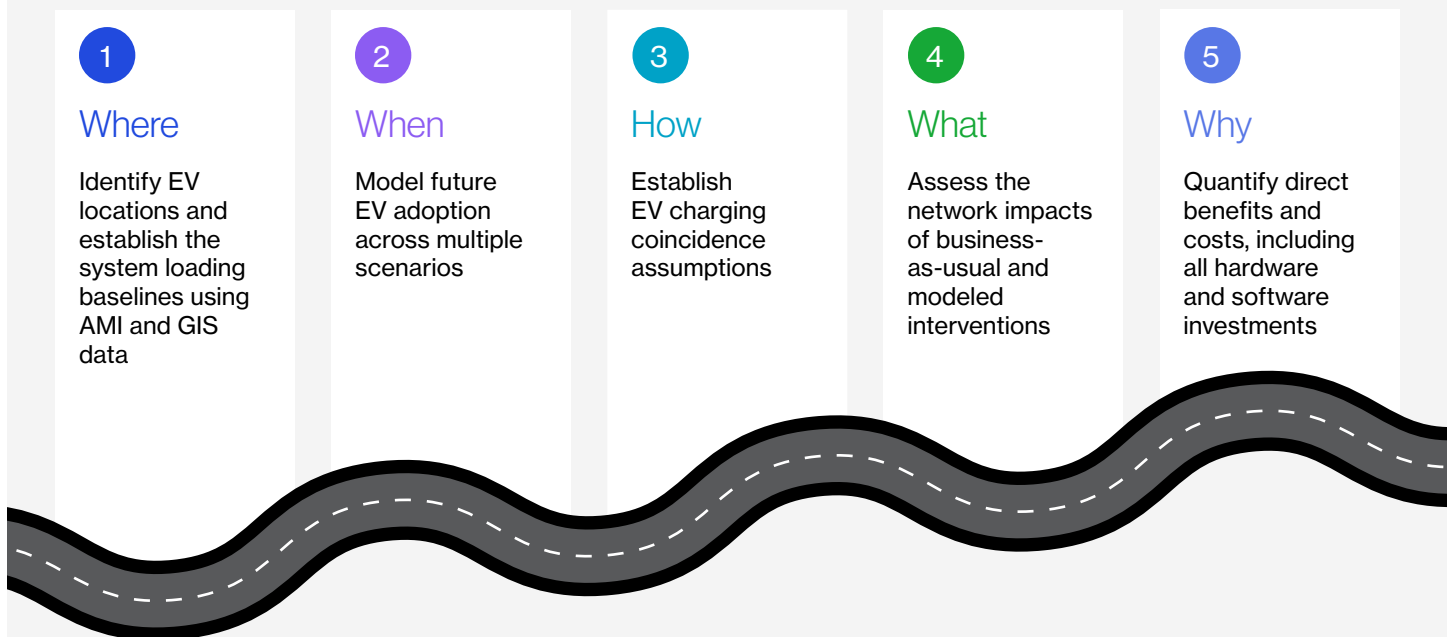 1
Where
Identify EV
locations and
establish the
system loading
baselines using
AMI and GIS
data
2
When
Model future
EV adoption
across multiple
scenarios
3
How
Establish
EV charging
coincidence
assumptions
4
What
Assess the
network impacts
of business-
as-usual and
modeled
interventions
5
Why
Quantify direct
benefits and
costs, including
all hardware
and software
investments